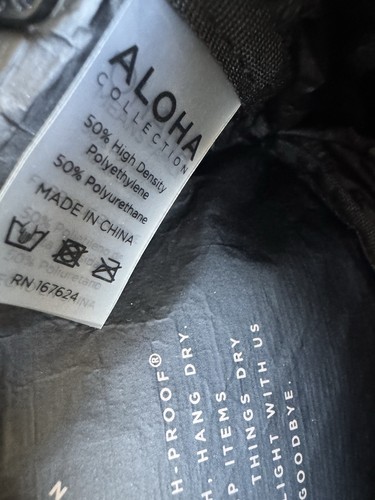 ALOHA
COLLECTION
50% High Density
Polyethylene
50% Polyurethane
MADE IN CHINA
RN 167624
H-PROOF®
, HANG DRY.
P ITEMS
THINGS DRY
IGHT WITH US
GOODBYE.